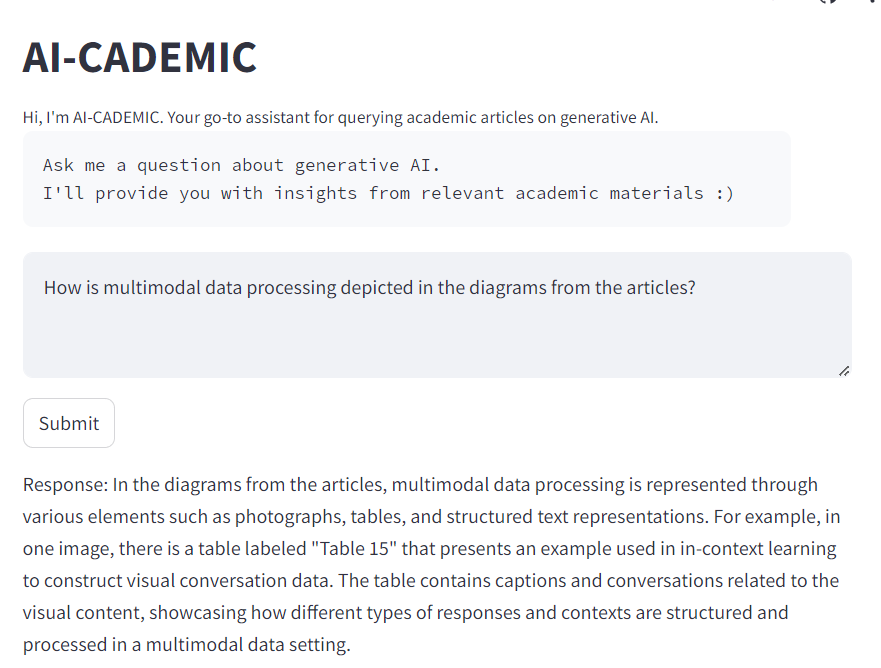 AI-CADEMIC
Hi, I'm AI-CADEMIC. Your go-to assistant for querying academic articles on generative AI.
Ask me a question about generative AI.
I'll provide you with insights from relevant academic materials :)
How is multimodal data processing depicted in the diagrams from the articles?
Submit
Response: In the diagrams from the articles, multimodal data processing is represented through
various elements such as photographs, tables, and structured text representations. For example, in
one image, there is a table labeled "Table 15" that presents an example used in in-context learning
to construct visual conversation data. The table contains captions and conversations related to the
visual content, showcasing how different types of responses and contexts are structured and
processed in a multimodal data setting.